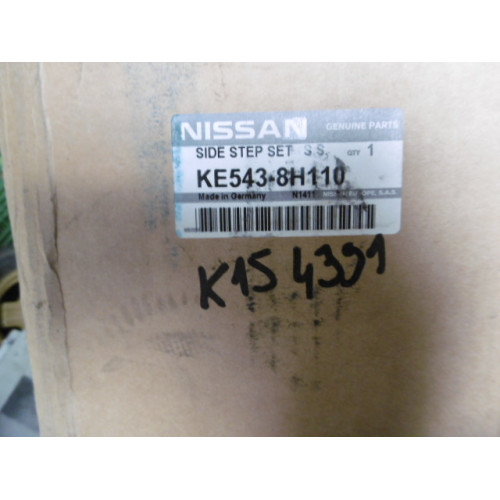 NISSAN GENUINE PARTS
SIDE STEP SET S.S. QTY 1
KE543-8H110
Made in Germany N1411 S.A.S.
K15 4391